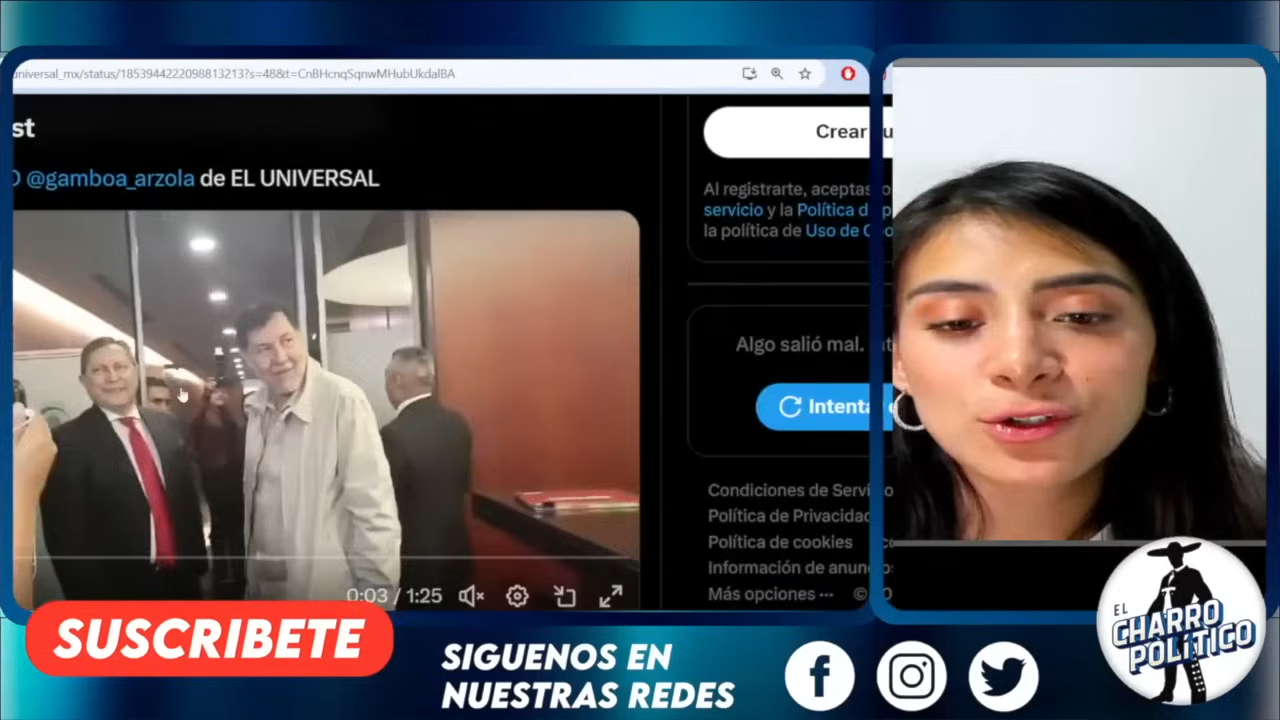 universal_mx/status/1853944222098813213?s=48&t=CnBHcnqSqnwMHubUkdalBA
st
@gamboa_arzola de EL UNIVERSAL
Crear
Al registrarte, aceptas
servicio y la Política d
la política de Uso de
Algo salió mal.
Intenta
Condiciones de Servi
Política de Privacidad
Política de cookies
Información de anun
Más opciones ··· ©
0:03 / 1:25
SUSCRIBETE
SIGUENOS EN
NUESTRAS REDES
EL
CHARRO
POLÍTICO